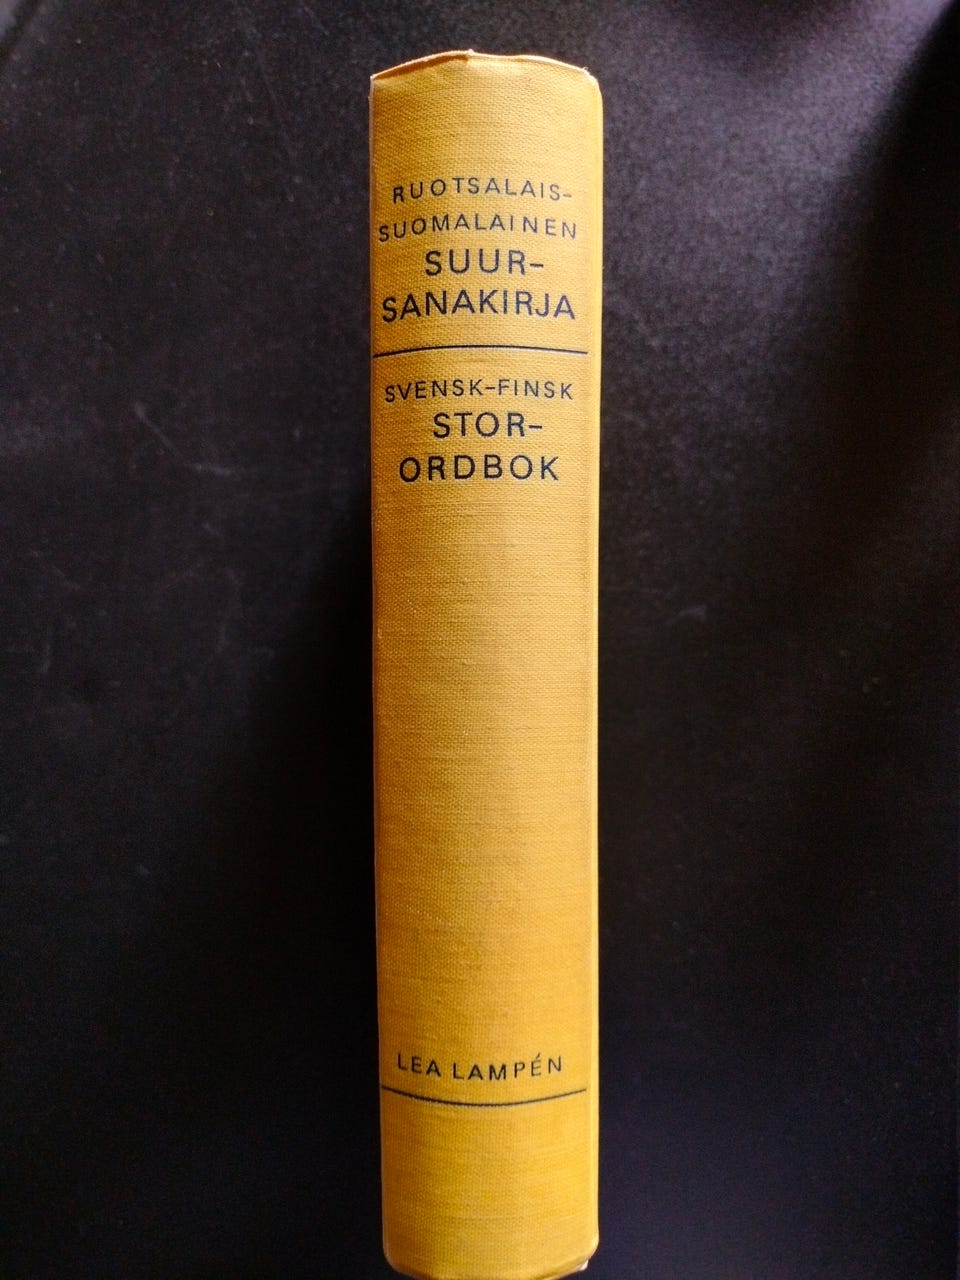 RUOTSALAIS-
SUOMALAINEN
SUUR-
SANAKIRJA
SVENSK-FINSK
STOR-
ORDBOK
LEA LAMPÉN